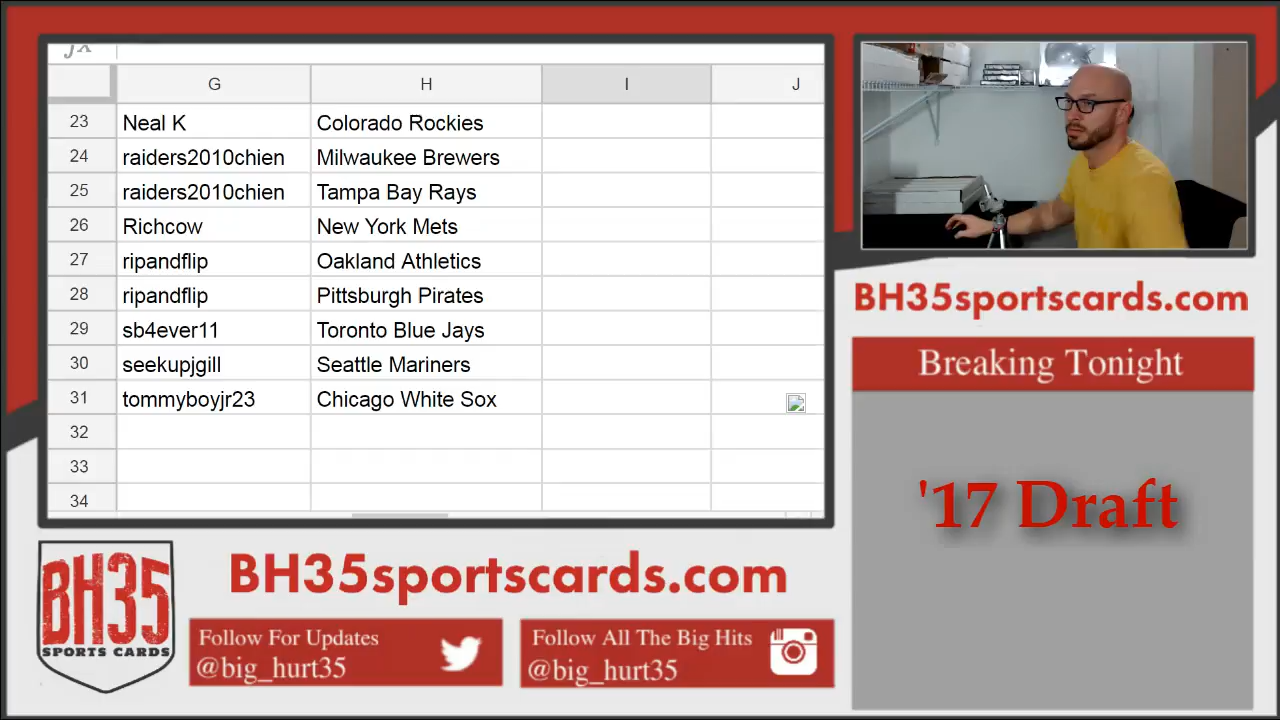 fx
G H I J
23 Neal K Colorado Rockies
24 raiders2010chien Milwaukee Brewers
25 raiders2010chien Tampa Bay Rays
26 Richcow New York Mets
27 ripandflip Oakland Athletics
28 ripandflip Pittsburgh Pirates
29 sb4ever11 Toronto Blue Jays
30 seekupjgill Seattle Mariners
31 tommyboyjr23 Chicago White Sox
32
33
34
BH35sportscards.com
Breaking Tonight
'17 Draft
BH35
SPORTS CARDS
BH35sportscards.com
Follow For Updates
@big_hurt35
Follow All The Big Hits
@big_hurt35